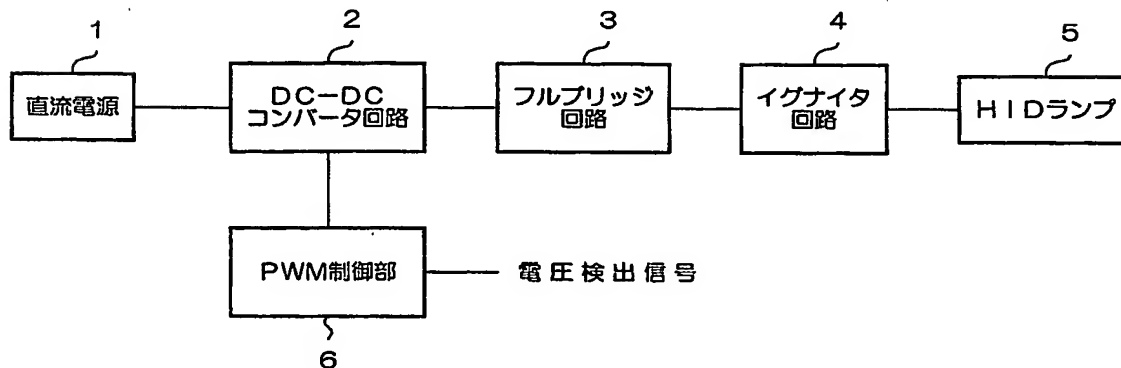 1
直流電源
2
DC-DC
コンバータ回路
3
フルブリッジ
回路
4
イグナイタ
回路
5
HIDランプ
PWM制御部
電圧検出信号
6